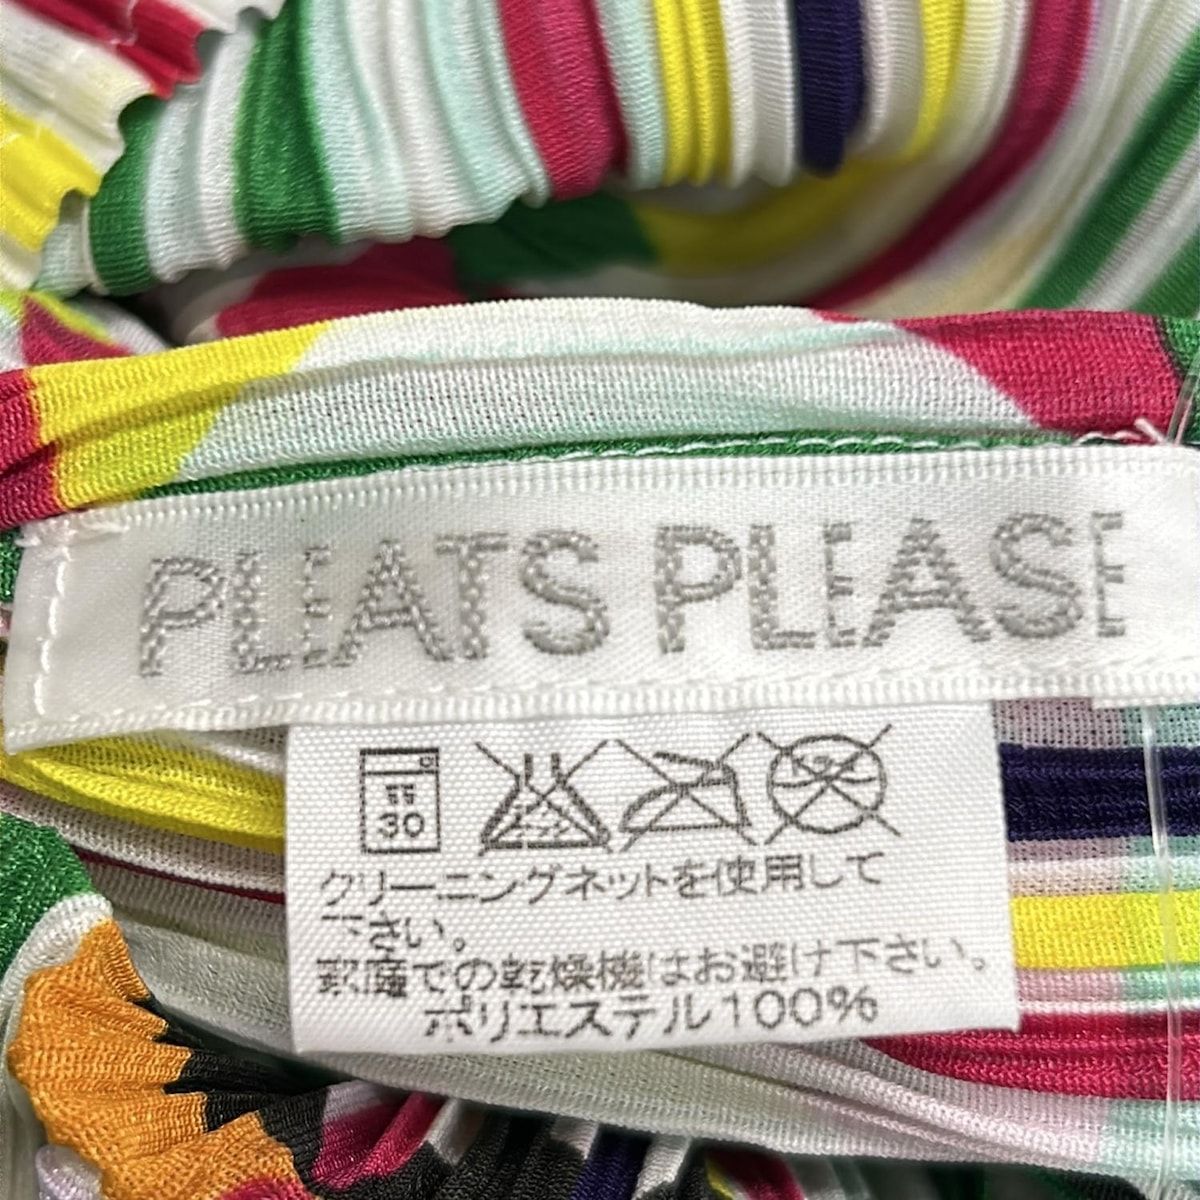 PLEATS PLEASE
30
クリーニングネットを使用して
下さい。
家庭での乾燥機はお避け下さい。
ポリエステル100%